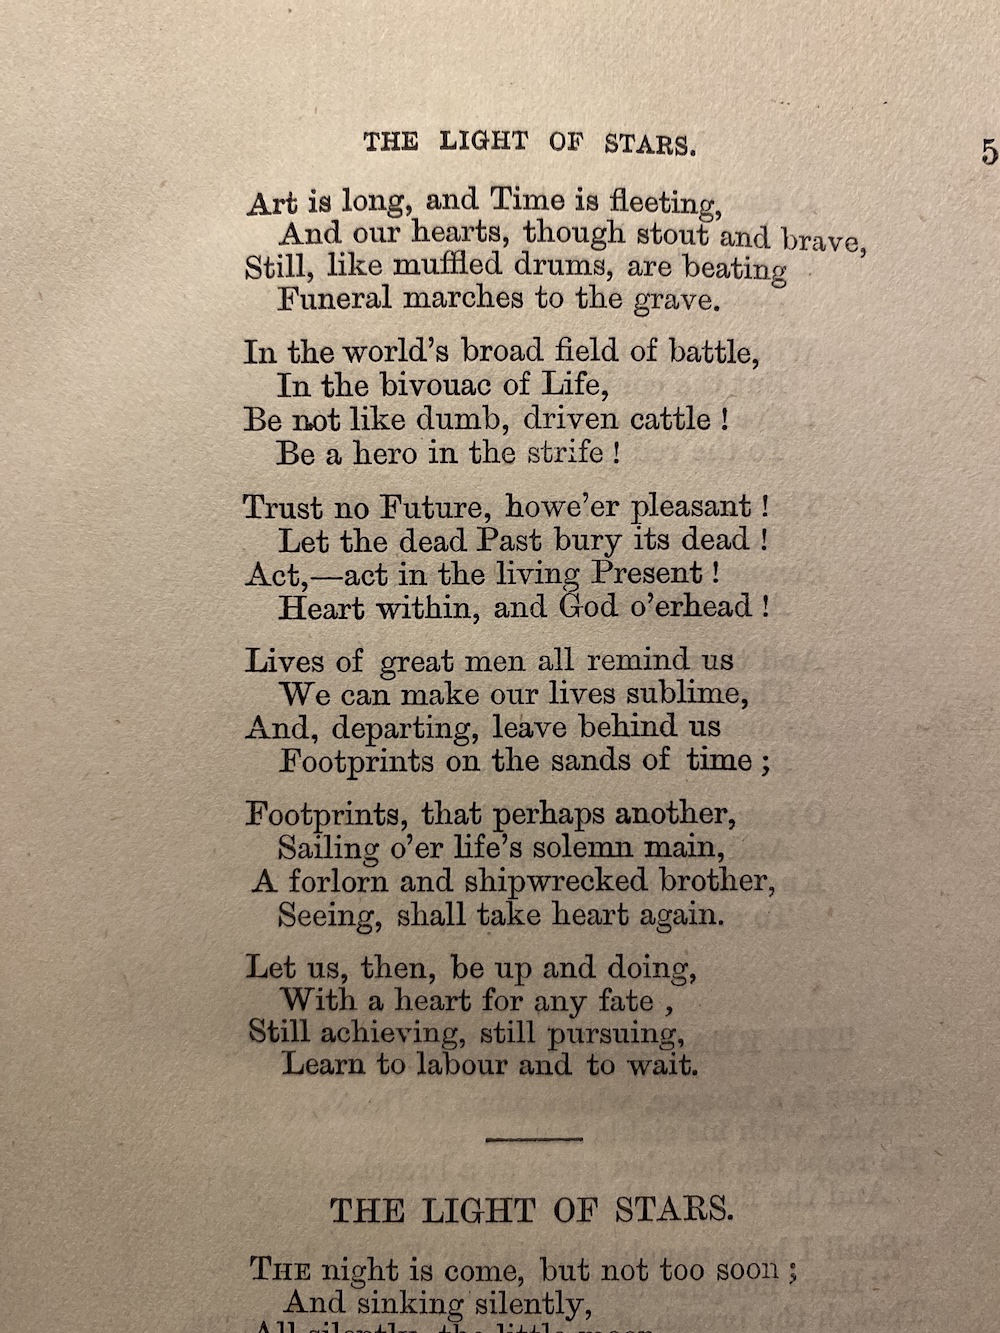 THE LIGHT OF STARS. 5
Art is long, and Time is fleeting,
And our hearts, though stout and brave,
Still, like muffled drums, are beating
Funeral marches to the grave.
In the world's broad field of battle,
In the bivouac of Life,
Be not like dumb, driven cattle !
Be a hero in the strife !
Trust no Future, howe'er pleasant !
Let the dead Past bury its dead !
Act,—act in the living Present !
Heart within, and God o'erhead !
Lives of great men all remind us
We can make our lives sublime,
And, departing, leave behind us
Footprints on the sands of time ;
Footprints, that perhaps another,
Sailing o'er life's solemn main,
A forlorn and shipwrecked brother,
Seeing, shall take heart again.
Let us, then, be up and doing,
With a heart for any fate ,
Still achieving, still pursuing,
Learn to labour and to wait.
THE LIGHT OF STARS.
THE night is come, but not too soon ;
And sinking silently,
All silently, the little moon